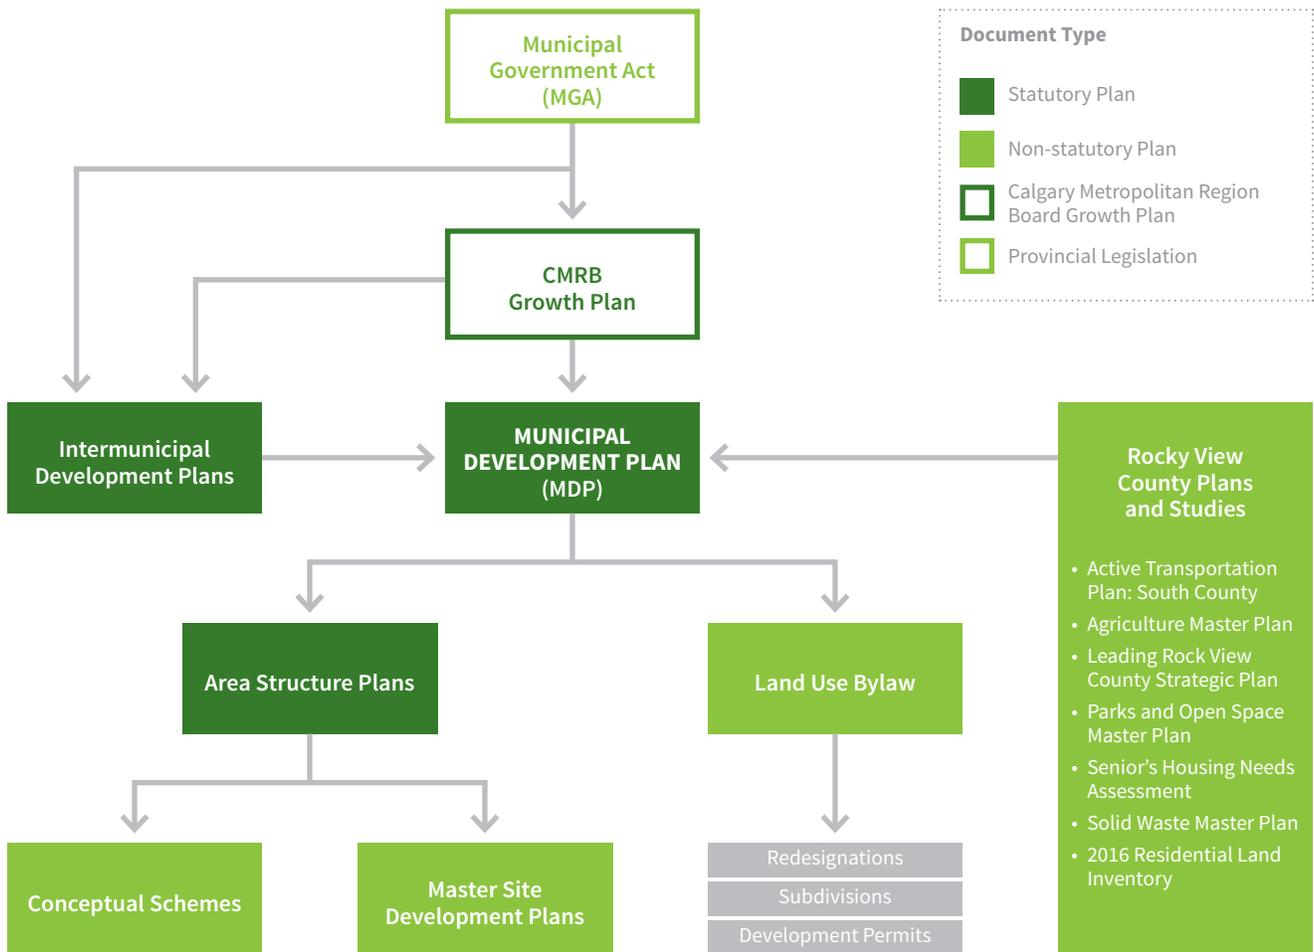 Municipal
Government Act
(MGA)
Document Type
Statutory Plan
Non-statutory Plan
Calgary Metropolitan Region
Board Growth Plan
Provincial Legislation
CMRB
Growth Plan
Intermunicipal
Development Plans
MUNICIPAL
DEVELOPMENT PLAN
(MDP)
Rocky View
County Plans
and Studies
• Active Transportation
Plan: South County
• Agriculture Master Plan
• Leading Rock View
County Strategic Plan
• Parks and Open Space
Master Plan
• Senior’s Housing Needs
Assessment
• Solid Waste Master Plan
• 2016 Residential Land
Inventory
Area Structure Plans
Land Use Bylaw
Conceptual Schemes
Master Site
Development Plans
Redesignations
Subdivisions
Development Permits